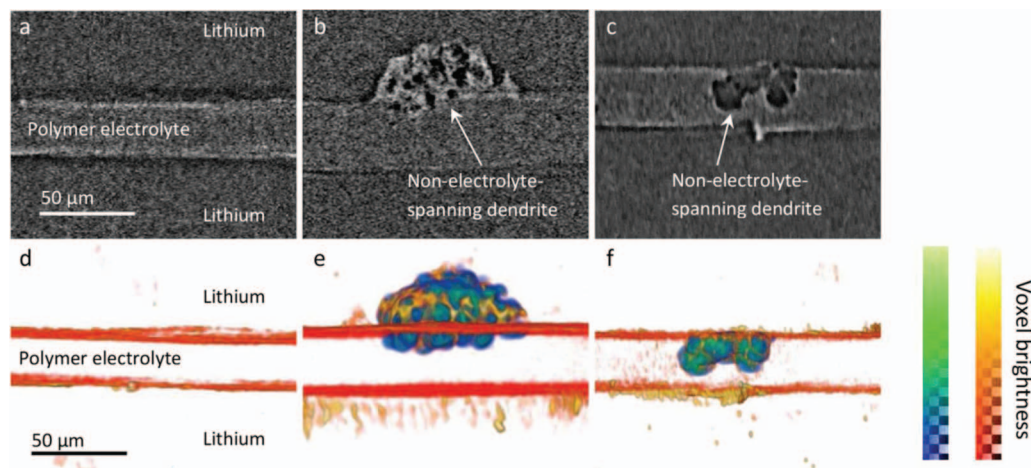 a
Lithium
Polymer electrolyte
50 µm
Lithium
b
Non-electrolyte-
spanning dendrite
c
Non-electrolyte-
spanning dendrite
d
Lithium
Polymer electrolyte
50 µm
Lithium
e
f
Voxel brightness